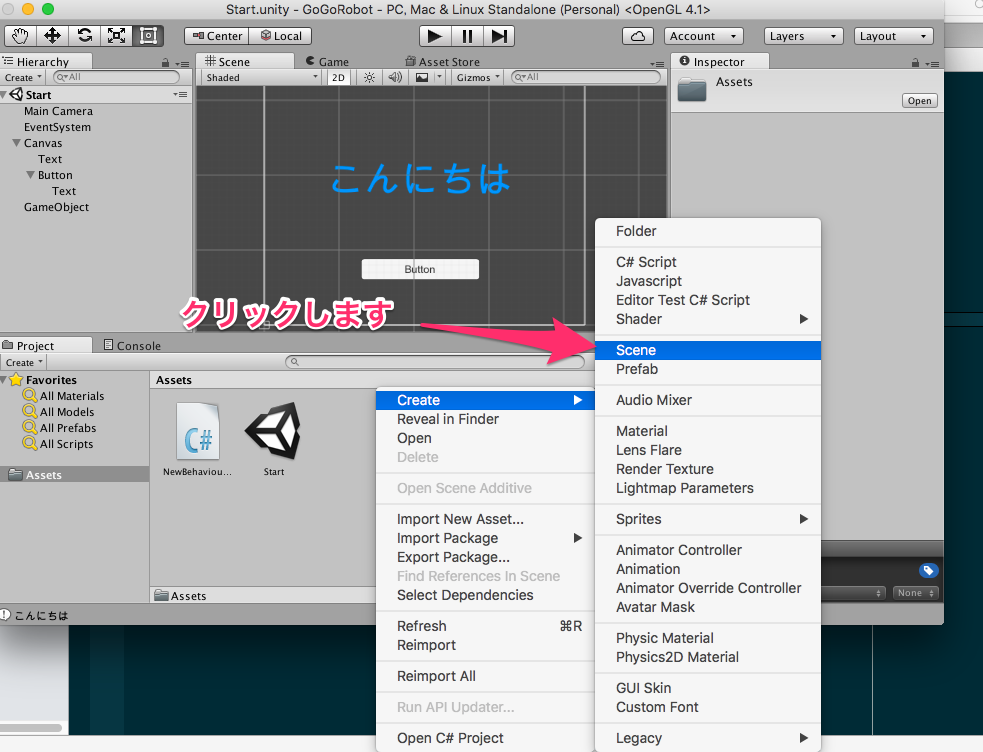 Start.unity - GoGoRobot - PC, Mac & Linux Standalone (Personal) <OpenGL 4.1>
Center Local Account Layers Layout
Hierarchy
Create All
Start
Main Camera
EventSystem
Canvas
Text
Button
Text
GameObject
Scene Game Asset Store
Shaded 2D Gizmos All
こんにちは
Button
Inspector
Assets
Open
クリックします
Project Console
Create
Favorites
All Materials
All Models
All Prefabs
All Scripts
Assets
Assets
C#
NewBehaviou...
Start
Assets
こんにちは
Create
Reveal in Finder
Open
Delete
Open Scene Additive
Import New Asset...
Import Package
Export Package...
Find References In Scene
Select Dependencies
Refresh ⌘R
Reimport
Reimport All
Run API Updater...
Open C# Project
Folder
C# Script
Javascript
Editor Test C# Script
Shader
Scene
Prefab
Audio Mixer
Material
Lens Flare
Render Texture
Lightmap Parameters
Sprites
Animator Controller
Animation
Animator Override Controller
Avatar Mask
Physic Material
Physics2D Material
GUI Skin
Custom Font
Legacy
None